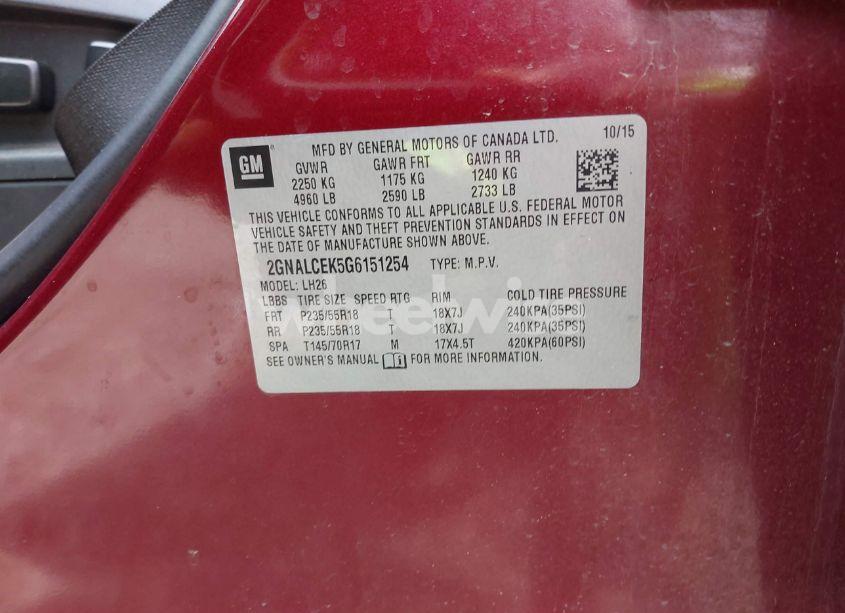 GM
MFD BY GENERAL MOTORS OF CANADA LTD. 10/15
GVWR GAWR FRT GAWR RR
2250 KG 1175 KG 1240 KG
4960 LB 2590 LB 2733 LB
THIS VEHICLE CONFORMS TO ALL APPLICABLE U.S. FEDERAL MOTOR
VEHICLE SAFETY AND THEFT PREVENTION STANDARDS IN EFFECT ON
THE DATE OF MANUFACTURE SHOWN ABOVE.
2GNALCEK5G6151254 TYPE: M.P.V.
MODEL: LH26
LBBS TIRE SIZE SPEED RTG RIM COLD TIRE PRESSURE
FRT P235/55R18 T 18X7J 240KPA(35PSI)
RR P235/55R18 T 18X7J 240KPA(35PSI)
SPA T145/70R17 M 17X4.5T 420KPA(60PSI)
SEE OWNER'S MANUAL FOR MORE INFORMATION.